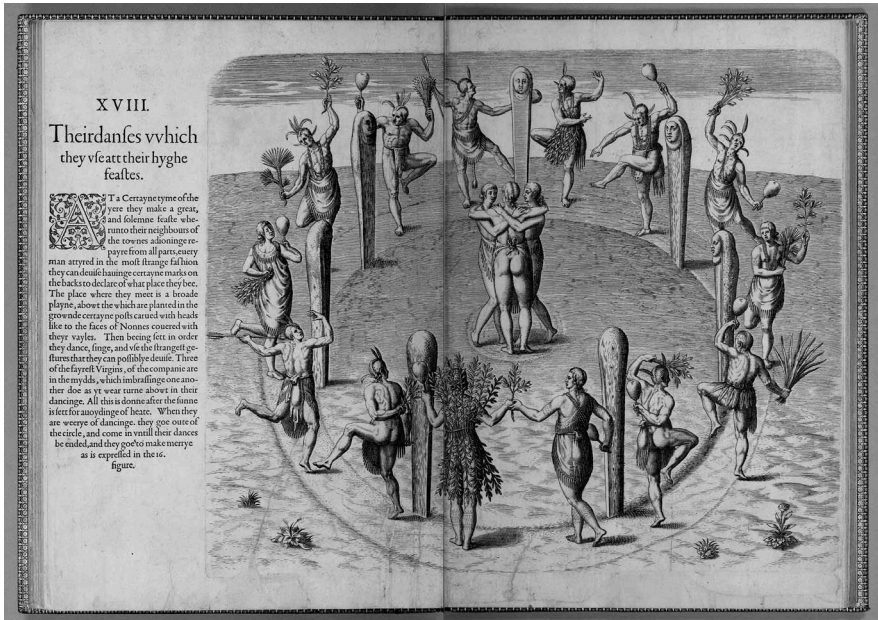 XVIII.
Theirdanſes vvhich
they vſe att their hyghe
feaſtes.
AT a Certayne tyme of the
yere they make a great,
and ſolemne feaſte whe-
runto their neighbours of
the townes adioninge re-
payre from all parts, euery
man attyred in the moſt ſtrange faſhion
they can deuiſe hauinge certayne marks on
the backs to declare of what place they bee.
The place where they meet is a broade
playne, abowt the which are planted in the
grownde certayne poſts carued with heads
like to the faces of Nonnes couered with
theyr vayles. Then beeing ſett in order
they dance, ſinge, and vſe the ſtrangeſt ge-
ſtures that they can poſſiblye deuiſe. Three
of the fayreſt Virgins, of the companie are
in the mydds, which imbraſſinge one ano-
ther doe as yt wear turne abowt in their
dancinge. All this is donne after the ſunne
is ſett for auoydinge of heate. When they
are weerye of dancinge. they goe oute of
the circle, and come in vntill their dances
be ended, and they goe to make merrye
as is expreſſed in the 16.
figure.